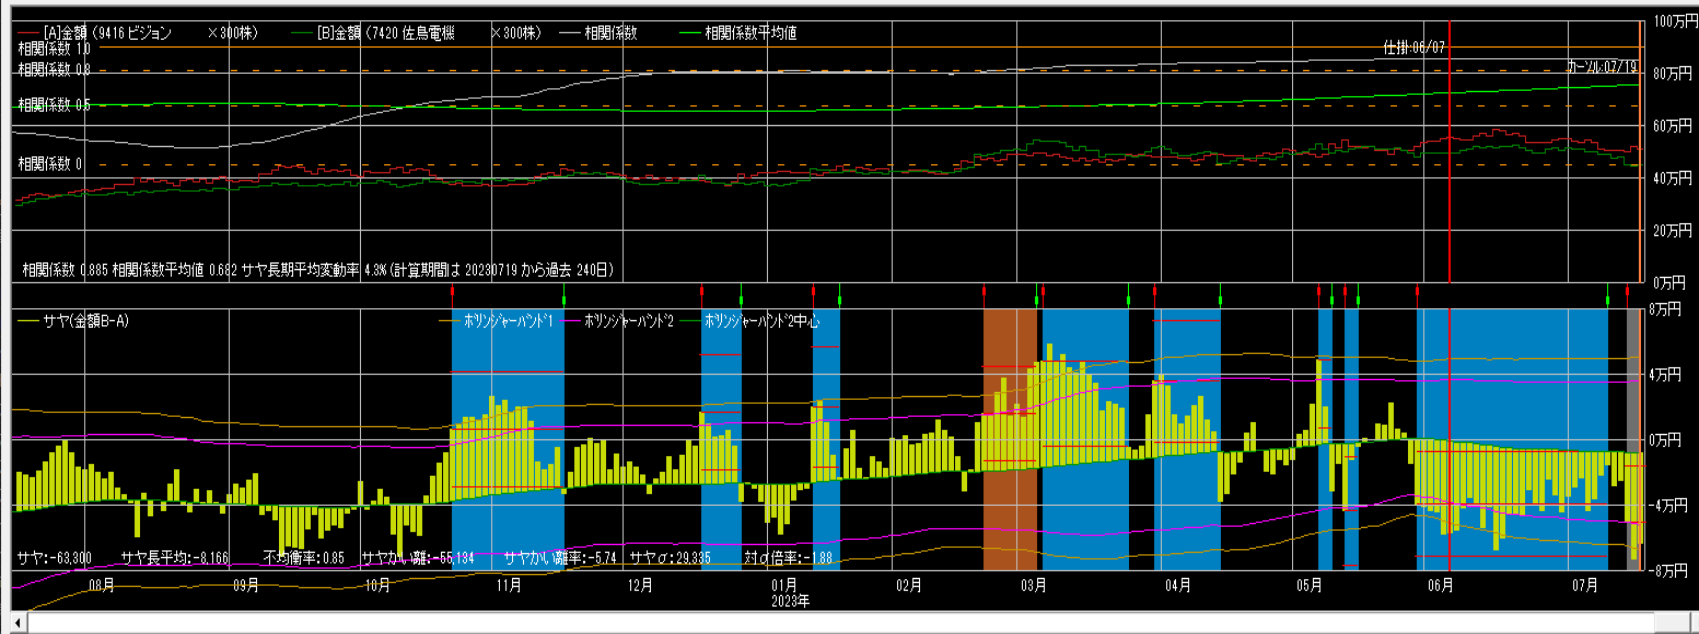 [A]金額 (9416 ビジョン ×300株) [B]金額 (7420 佐鳥電機 ×300株) 相関係数 相関係数平均値
100万円
相関係数 1.0
仕掛:06/07
相関係数 0.8
カーソル:07/19
80万円
相関係数 0.5
60万円
相関係数 0
40万円
20万円
相関係数 0.885 相関係数平均値 0.682 サヤ長期平均変動率 4.3% (計算期間は 20230719 から過去 240日)
0万円
8万円
サヤ(金額B-A) ボリンジャーバンド1 ボリンジャーバンド2 ボリンジャーバンド2中心
4万円
0万円
-4万円
サヤ:-63,300 サヤ長平均:-8,166 不均衡率:0.85 サヤかい離:-55,134 サヤかい離率:-5.74 サヤσ:29,335 対σ倍率:-1.88
-8万円
08月 09月 10月 11月 12月 01月 02月 03月 04月 05月 06月 07月
2023年